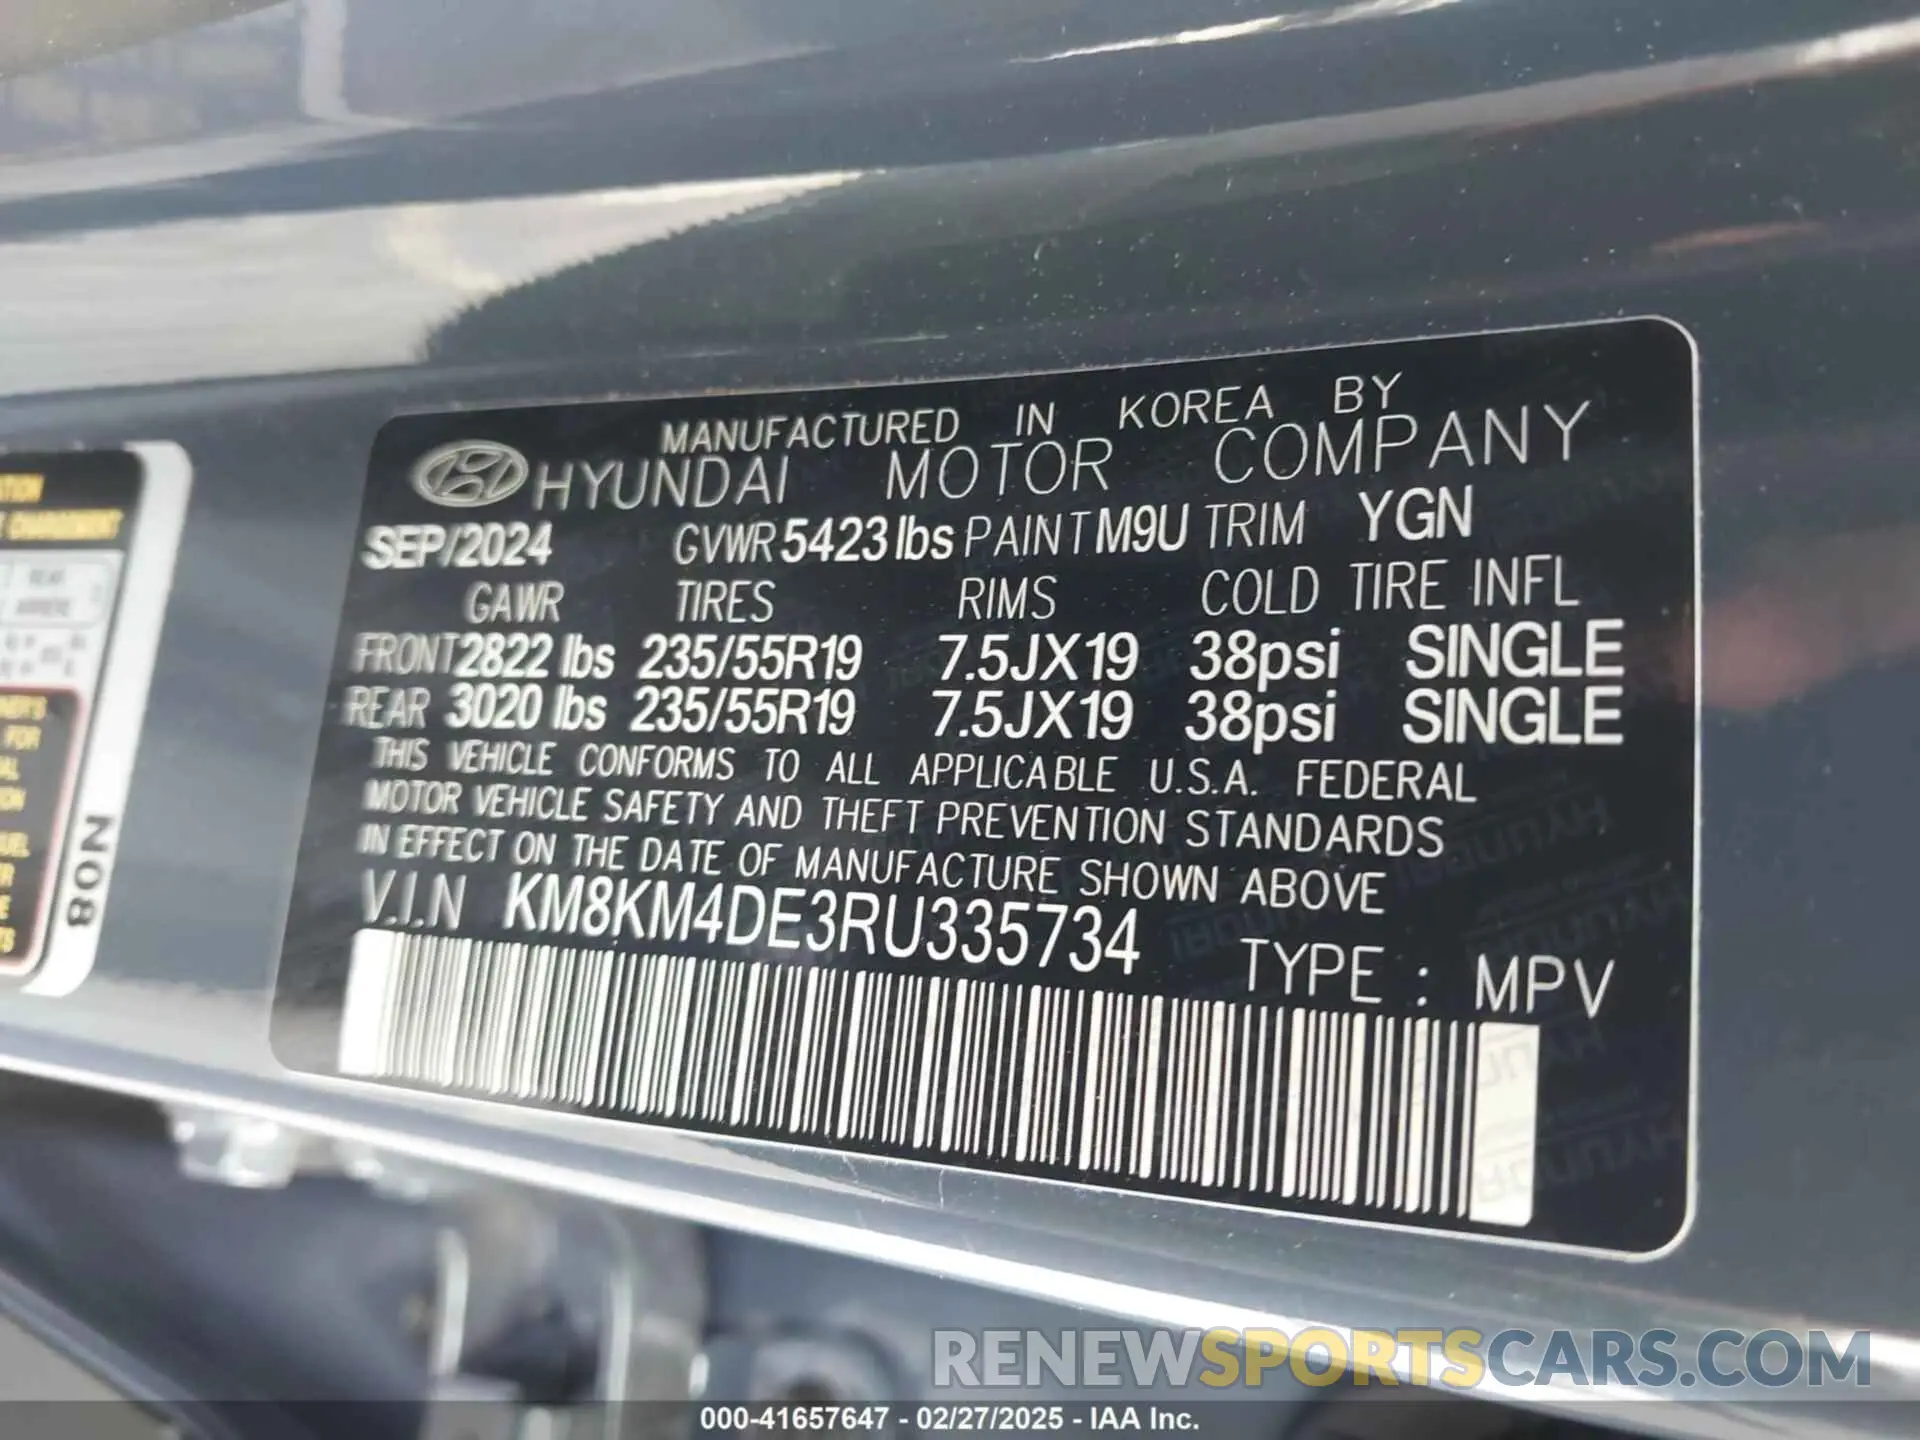 MANUFACTURED IN KOREA BY
HYUNDAI MOTOR COMPANY
SEP/2024 GVWR 5423 lbs PAINT M9U TRIM YGN
GAWR TIRES RIMS COLD TIRE INFL
FRONT 2822 lbs 235/55R19 7.5JX19 38psi SINGLE
REAR 3020 lbs 235/55R19 7.5JX19 38psi SINGLE
THIS VEHICLE CONFORMS TO ALL APPLICABLE U.S.A. FEDERAL
MOTOR VEHICLE SAFETY AND THEFT PREVENTION STANDARDS
IN EFFECT ON THE DATE OF MANUFACTURE SHOWN ABOVE
V.I.N KM8KM4DE3RU335734
TYPE : MPV
N08
RENEWSPORTSCARS.COM
000-41657647 - 02/27/2025 - IAA Inc.